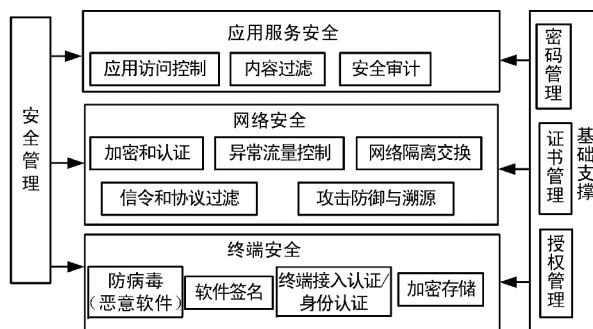 应用服务安全
应用访问控制
内容过滤
安全审计
安全管理
网络安全
加密和认证
异常流量控制
网络隔离交换
信令和协议过滤
攻击防御与溯源
终端安全
防病毒
（恶意软件）
软件签名
终端接入认证/
身份认证
加密存储
密码管理
证书管理
授权管理
基础支撑